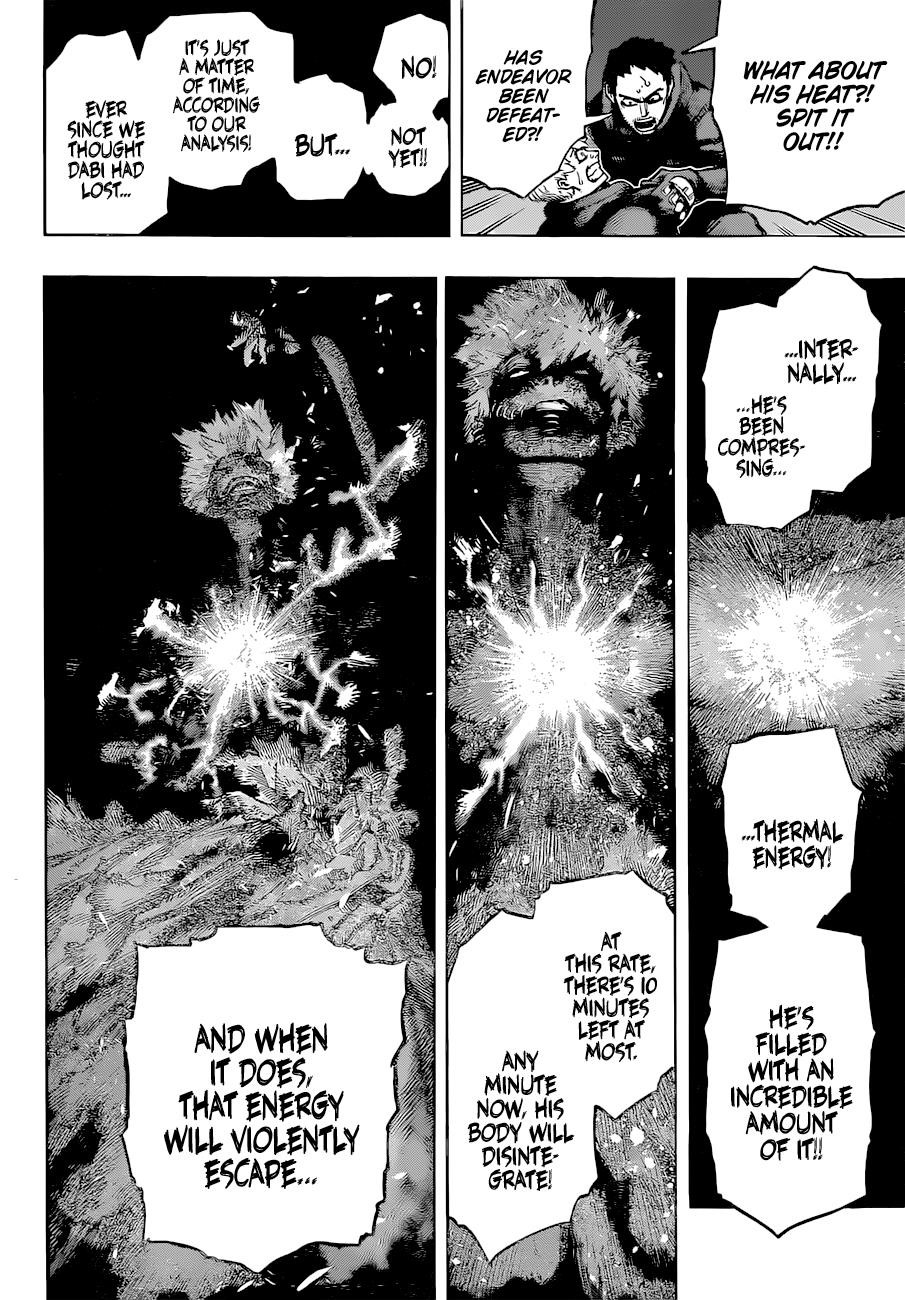 WHAT ABOUT
HIS HEAT?!
SPIT IT
OUT!!
HAS
ENDEAVOR
BEEN
DEFEAT-
ED?!
NO!
NOT
YET!!
BUT...
IT'S JUST
A MATTER
OF TIME,
ACCORDING
TO OUR
ANALYSIS!
EVER
SINCE WE
THOUGHT
DABI HAD
LOST...
...INTER-
NALLY...
...HE'S
BEEN
COMPRES-
SING...
...THERMAL
ENERGY!
HE'S
FILLED
WITH AN
INCREDIBLE
AMOUNT
OF IT!!
AT
THIS RATE,
THERE'S 10
MINUTES
LEFT AT
MOST.
ANY
MINUTE
NOW, HIS
BODY WILL
DISINTE-
GRATE!
AND WHEN
IT DOES,
THAT ENERGY
WILL VIOLENTLY
ESCAPE...